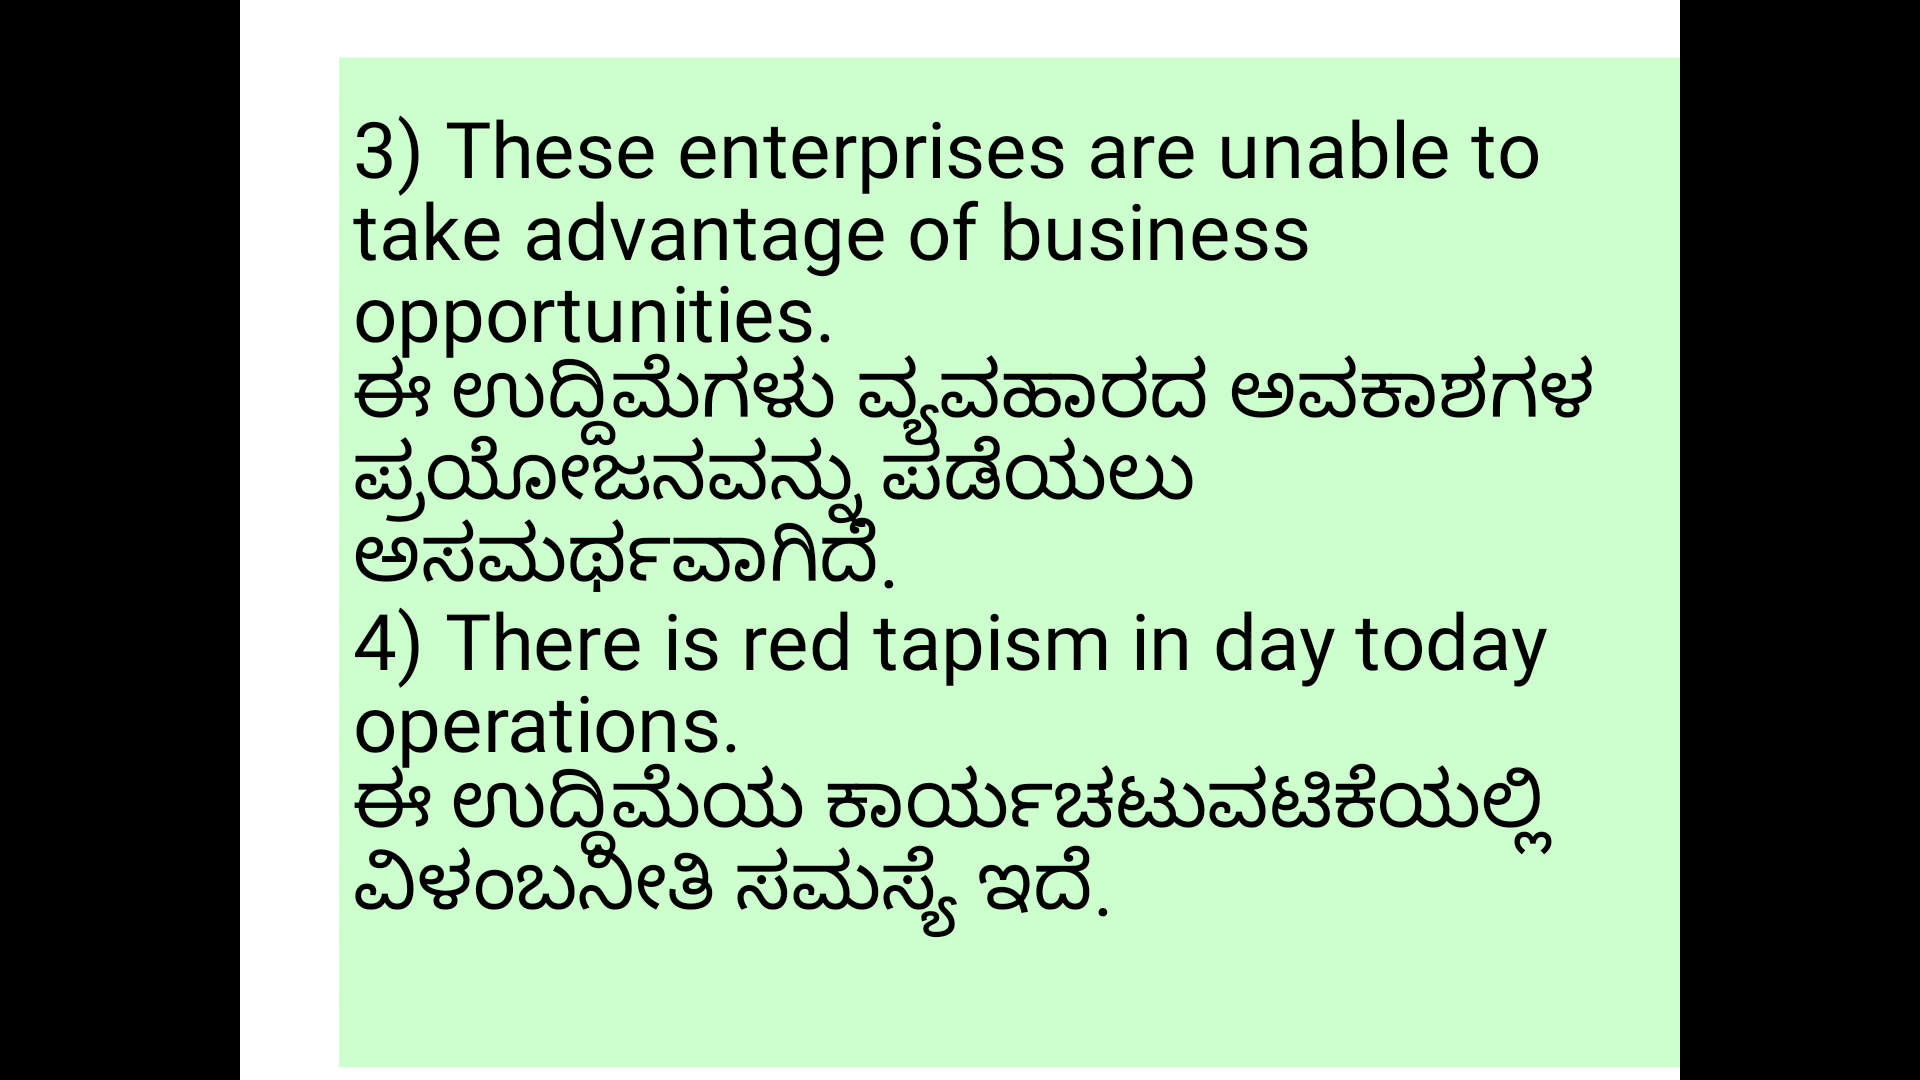 3) These enterprises are unable to
take advantage of business
opportunities.
ಈ ಉದ್ದಿಮೆಗಳು ವ್ಯವಹಾರದ ಅವಕಾಶಗಳ
ಪ್ರಯೋಜನವನ್ನು ಪಡೆಯಲು
ಅಸಮರ್ಥವಾಗಿದೆ.
4) There is red tapism in day today
operations.
ಈ ಉದ್ದಿಮೆಯ ಕಾರ್ಯಚಟುವಟಿಕೆಯಲ್ಲಿ
ವಿಳಂಬನೀತಿ ಸಮಸ್ಯೆ ಇದೆ.